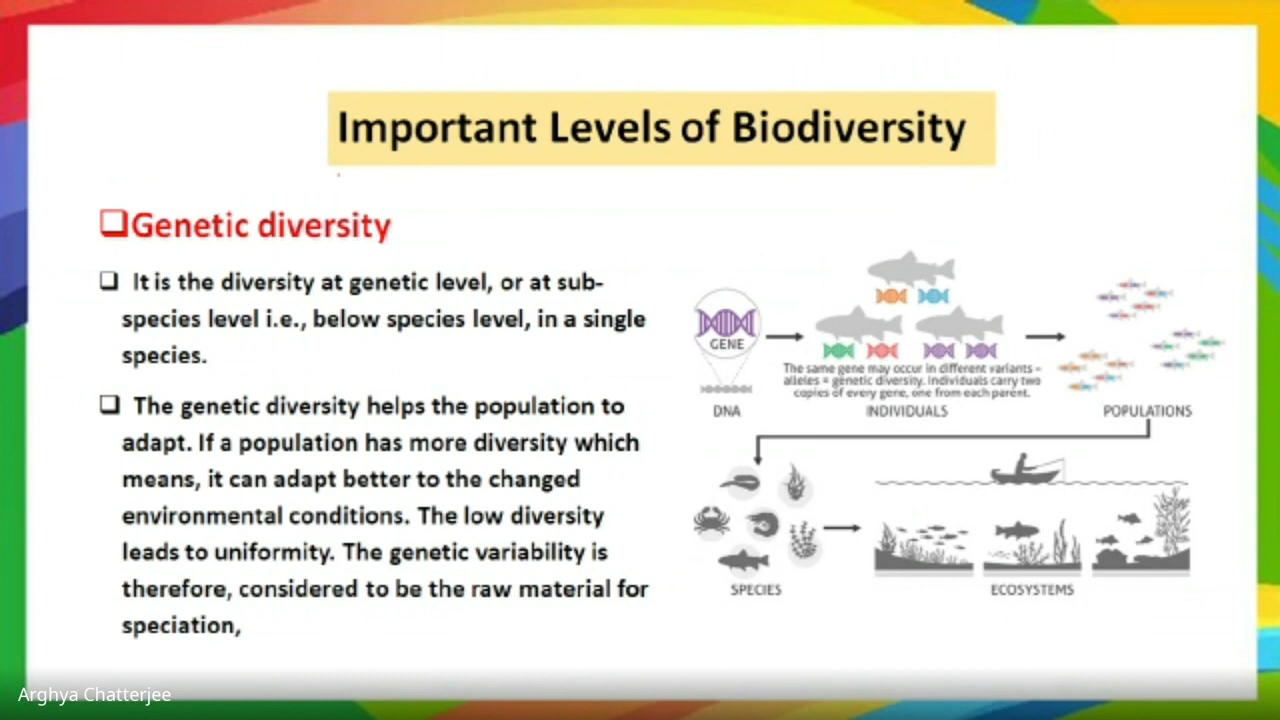 Important Levels of Biodiversity
❑Genetic diversity
❑ It is the diversity at genetic level, or at sub-
species level i.e., below species level, in a single
species.
❑ The genetic diversity helps the population to
adapt. If a population has more diversity which
means, it can adapt better to the changed
environmental conditions. The low diversity
leads to uniformity. The genetic variability is
therefore, considered to be the raw material for
speciation,
GENE
DNA
The same gene may occur in different variants –
alleles = genetic diversity. Individuals carry two
copies of every gene, one from each parent.
INDIVIDUALS
POPULATIONS
SPECIES
ECOSYSTEMS
Arghya Chatterjee